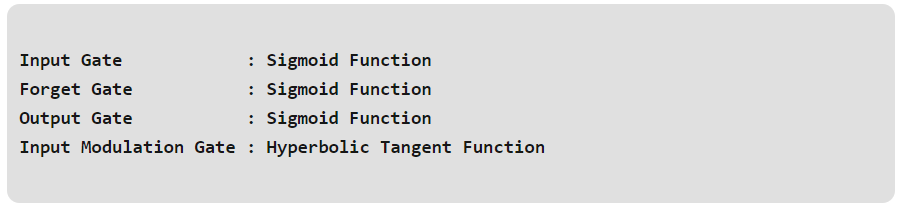 Input Gate            : Sigmoid Function
Forget Gate           : Sigmoid Function
Output Gate           : Sigmoid Function
Input Modulation Gate : Hyperbolic Tangent Function